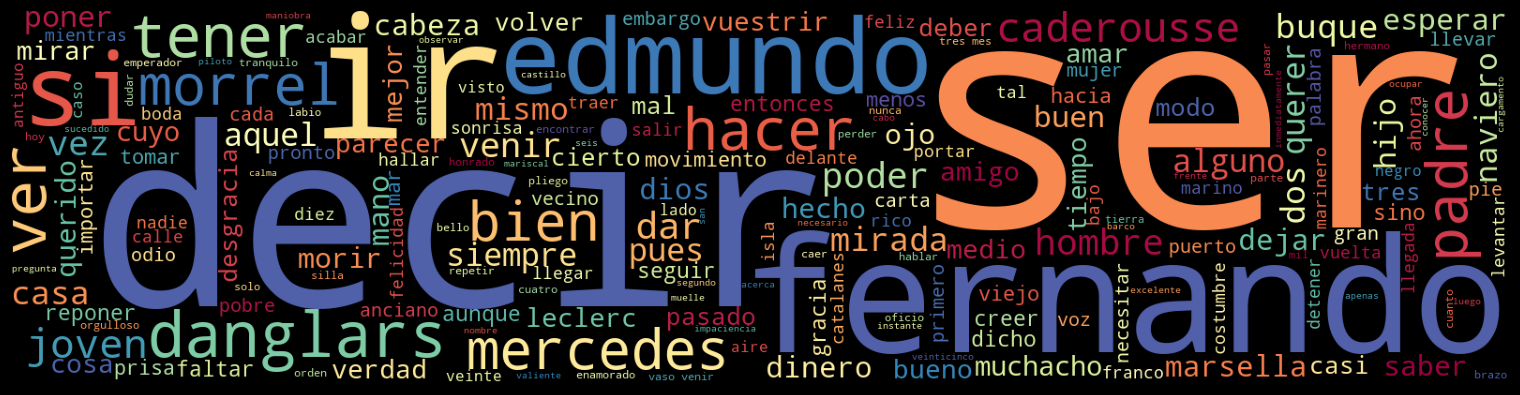 decir
ser
ir
fernando
edmundo
si
hacer
danglars
mercedes
tener
morrel
ver
bien
padre
caderousse
poner
mirar
cabeza
volver
embargo
vuestrir
feliz
deber
buque
esperar
llevar
maniobra
mientras
acabar
observar
tres mes
amar
mujer
pasar
hermano
emperador
piloto
tranquilo
antiguo
caso
dudar
mejor
entender
castillo
visto
mismo
traer
mal
entonces
menos
nunca
tal
hacia
modo
querer
palabra
ocupar
conocer
cargamento
naviero
hijo
ahora
boda
labio
hoy
sucedido
cuyo
vez
cada
aquel
parecer
sonrisa
encontrar
salir
cabo
perder
ojo
buen
inmediatamente
tomar
pronto
hallar
venir
seis
cierto
movimiento
delante
portar
alguno
frente
parte
dos
marinero
negro
honrado
mariscal
calma
pliego
vecino
dios
poder
amigo
tiempo
bajo
marino
tres
pie
querido
importar
nadie
calle
odio
desgracia
diez
mano
mar
felicidad
bello
lado
san
dar
hecho
rico
carta
necesario
tierra
barco
sino
gran
levantar
morir
silla
siempre
repetir
llegar
pues
seguir
caer
isla
mirada
hablar
medio
hombre
puerto
dejar
mil
vuelta
llegada
pregunta
casa
solo
pobre
anciano
cuatro
segundo
muelle
acerca
gracia
catalanes
primero
viejo
necesitar
excelente
costumbre
detener
apenas
cuanto
luego
reponer
orgulloso
aunque
leclerc
pasado
impaciencia
oficio
instante
creer
dicho
voz
joven
cosa
prisa
faltar
orden
verdad
nombre
veinte
valiente
enamorado
aire
vaso venir
dinero
veinticinco
bueno
muchacho
franco
marsella
casi
saber
brazo